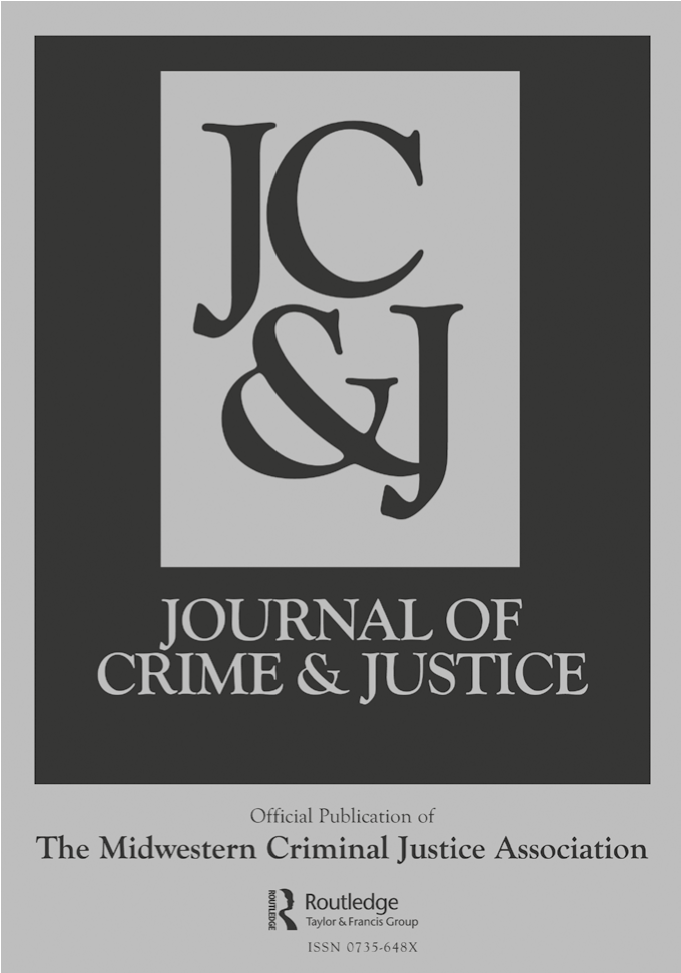 JC
&J
JOURNAL OF
CRIME & JUSTICE
Official Publication of
The Midwestern Criminal Justice Association
ROUTLEDGE
Routledge
Taylor & Francis Group
ISSN 0735-648X